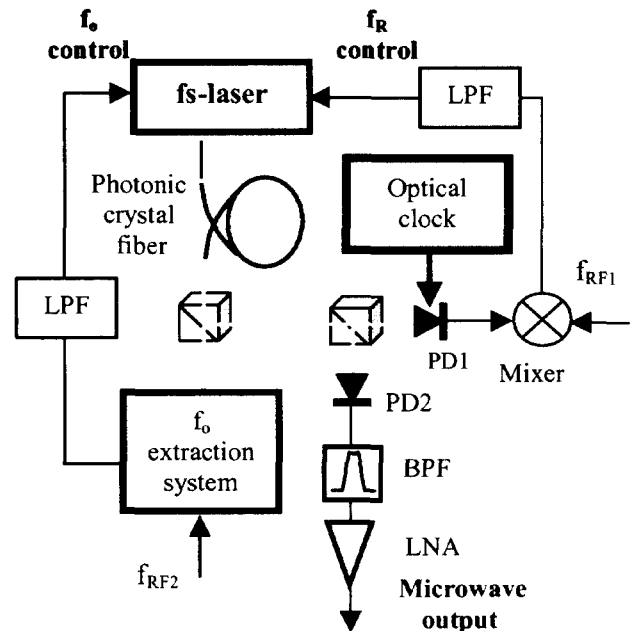 fo
control
fR
control
fs-laser
LPF
Photonic
crystal
fiber
Optical
clock
fRF1
LPF
PD1
Mixer
fo
extraction
system
PD2
BPF
LNA
fRF2
Microwave
output